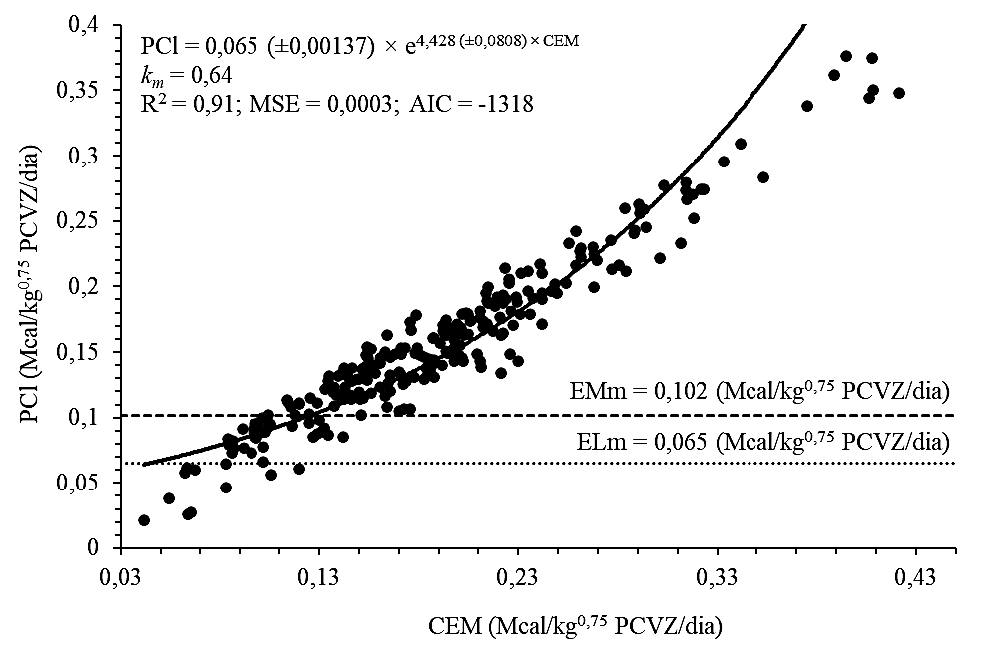 PCl = 0,065 (±0,00137) × e^4,428 (±0,0808) × CEM
k_m = 0,64
R² = 0,91; MSE = 0,0003; AIC = -1318
0,4
0,35
0,3
0,25
0,2
0,15
0,1
0,05
0
PCl (Mcal/kg^0,75 PCVZ/dia)
EMm = 0,102 (Mcal/kg^0,75 PCVZ/dia)
ELm = 0,065 (Mcal/kg^0,75 PCVZ/dia)
0,03 0,13 0,23 0,33 0,43
CEM (Mcal/kg^0,75 PCVZ/dia)